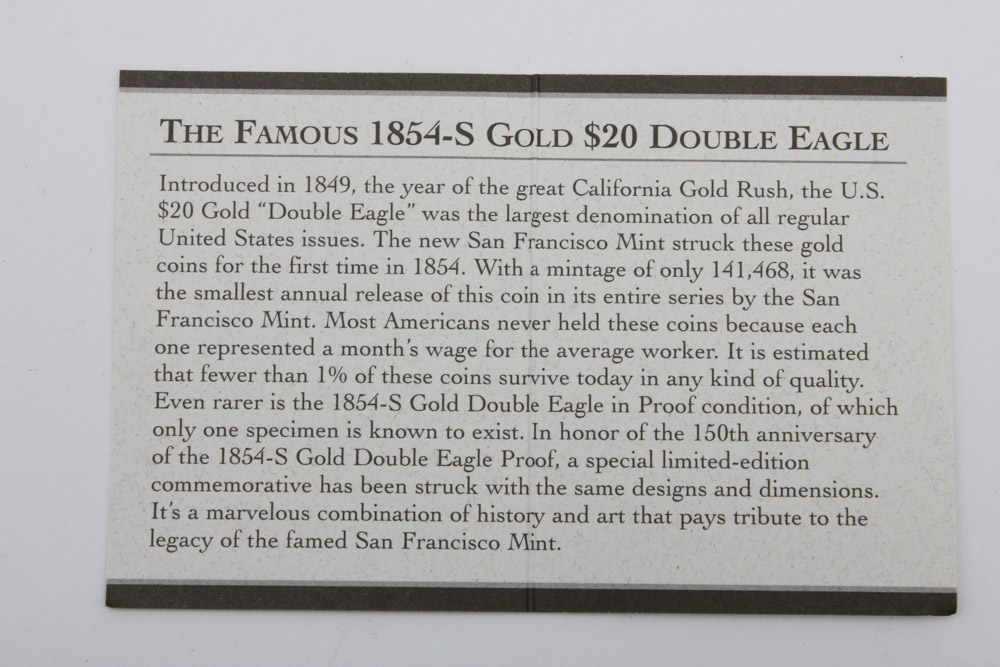 The Famous 1854-S Gold $20 Double Eagle
Introduced in 1849, the year of the great California Gold Rush, the U.S.
$20 Gold “Double Eagle” was the largest denomination of all regular
United States issues. The new San Francisco Mint struck these gold
coins for the first time in 1854. With a mintage of only 141,468, it was
the smallest annual release of this coin in its entire series by the San
Francisco Mint. Most Americans never held these coins because each
one represented a month's wage for the average worker. It is estimated
that fewer than 1% of these coins survive today in any kind of quality.
Even rarer is the 1854-S Gold Double Eagle in Proof condition, of which
only one specimen is known to exist. In honor of the 150th anniversary
of the 1854-S Gold Double Eagle Proof, a special limited-edition
commemorative has been struck with the same designs and dimensions.
It's a marvelous combination of history and art that pays tribute to the
legacy of the famed San Francisco Mint.